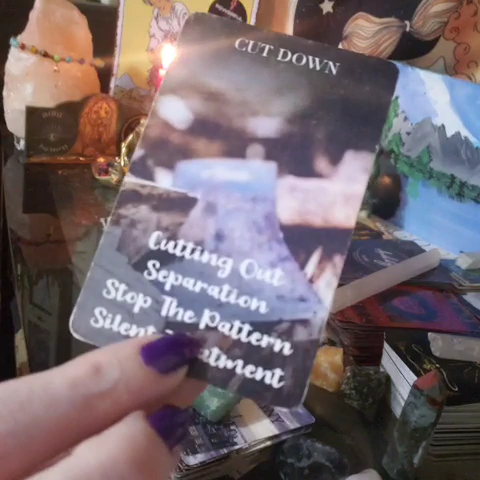 CUT DOWN
Cutting Out
Separation
Stop The Pattern
Silent Treatment